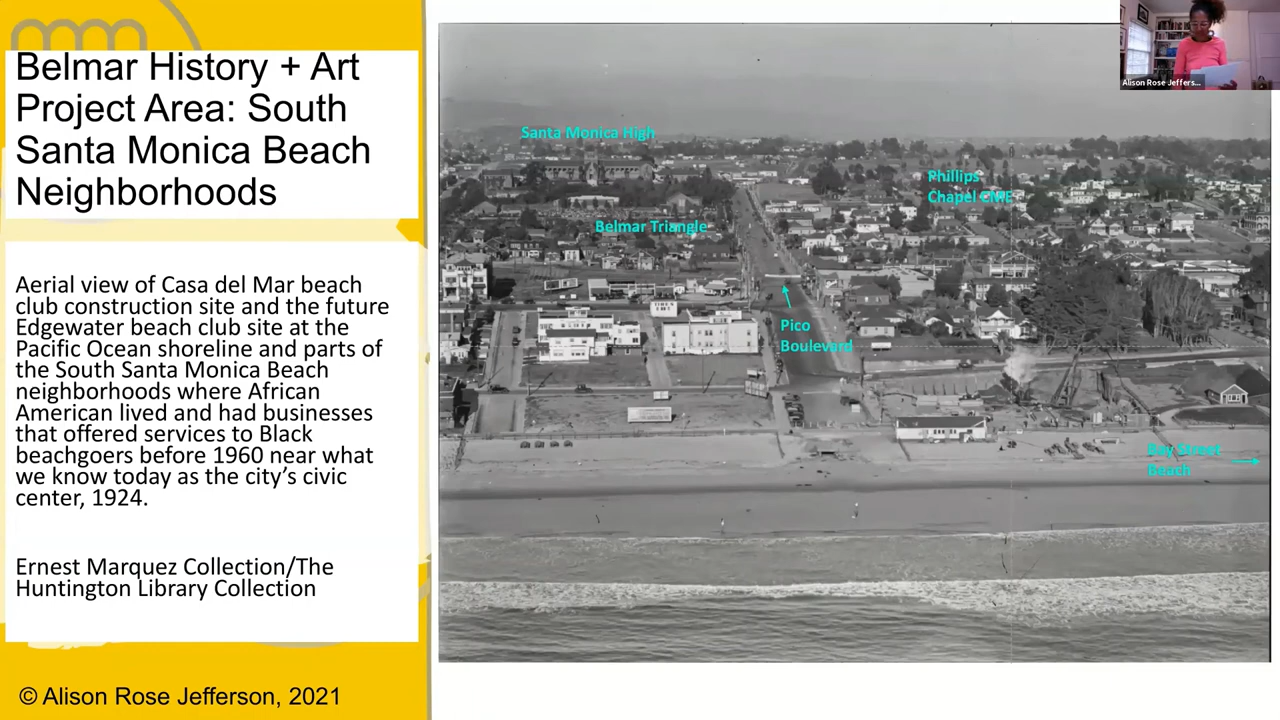 Belmar History + Art
Project Area: South
Santa Monica Beach
Neighborhoods
Aerial view of Casa del Mar beach
club construction site and the future
Edgewater beach club site at the
Pacific Ocean shoreline and parts of
the South Santa Monica Beach
neighborhoods where African
American lived and had businesses
that offered services to Black
beachgoers before 1960 near what
we know today as the city's civic
center, 1924.
Ernest Marquez Collection/The
Huntington Library Collection
© Alison Rose Jefferson, 2021
Santa Monica High
Phillips
Chapel CME
Belmar Triangle
Pico
Boulevard
Bay Street
Beach
Alison Rose Jeffers...